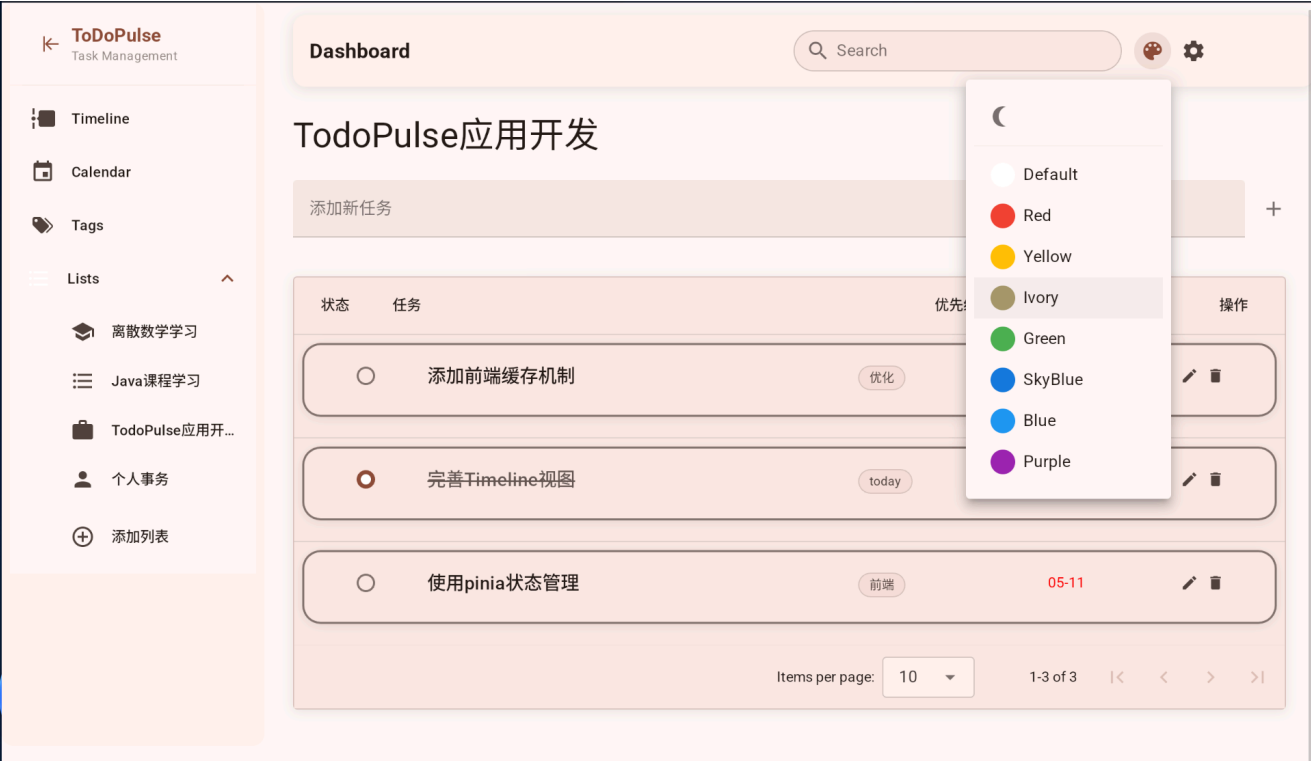 ToDoPulse
Task Management
Timeline
Calendar
Tags
Lists
离散数学学习
Java课程学习
TodoPulse应用开...
个人事务
添加列表
Dashboard
Search
TodoPulse应用开发
添加新任务
Default
Red
Yellow
Ivory
Green
SkyBlue
Blue
Purple
状态 任务 优先 操作
添加前端缓存机制 优化
完善Timeline视图 today
使用pinia状态管理 前端 05-11
Items per page: 10 1-3 of 3